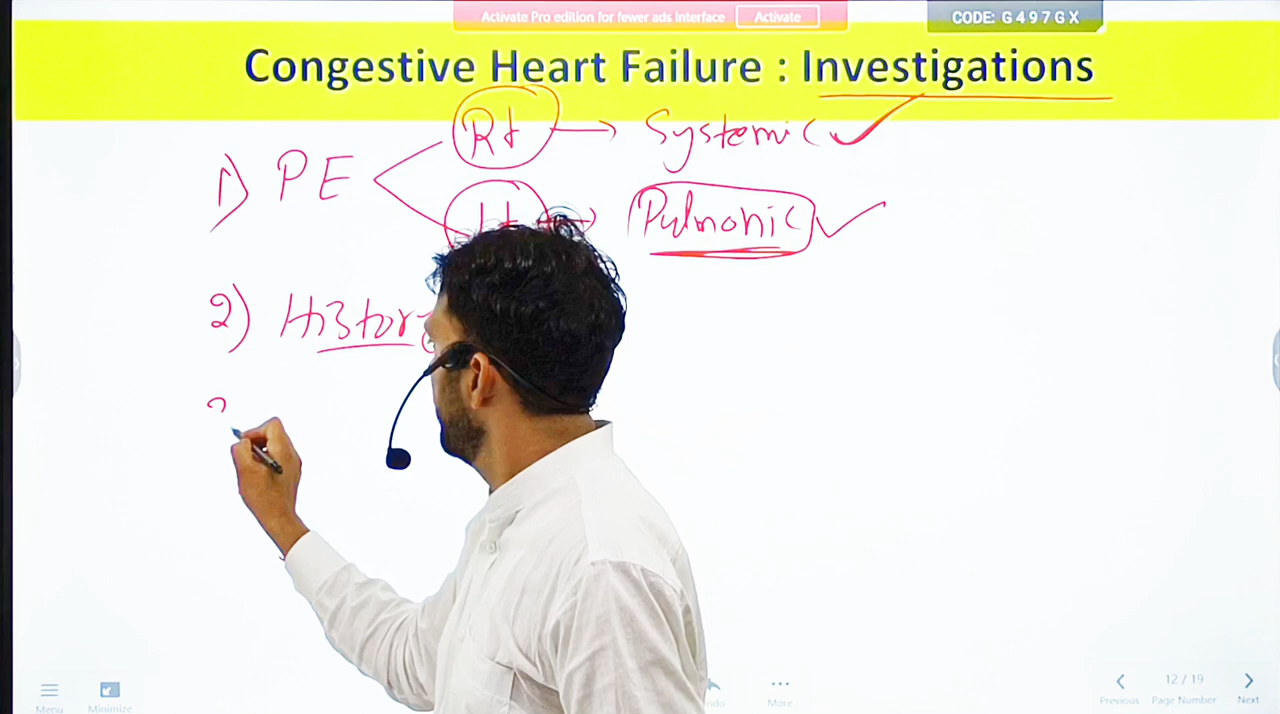 Activate Pro edition for fewer ads interface Activate
CODE: G497GX
Congestive Heart Failure : Investigations
1) PE
Rt → Systemic ✓
Lt → Pulmonic ✓
2) History
Menu
Minimize
More
Previous
12 / 19
Page Number
Next